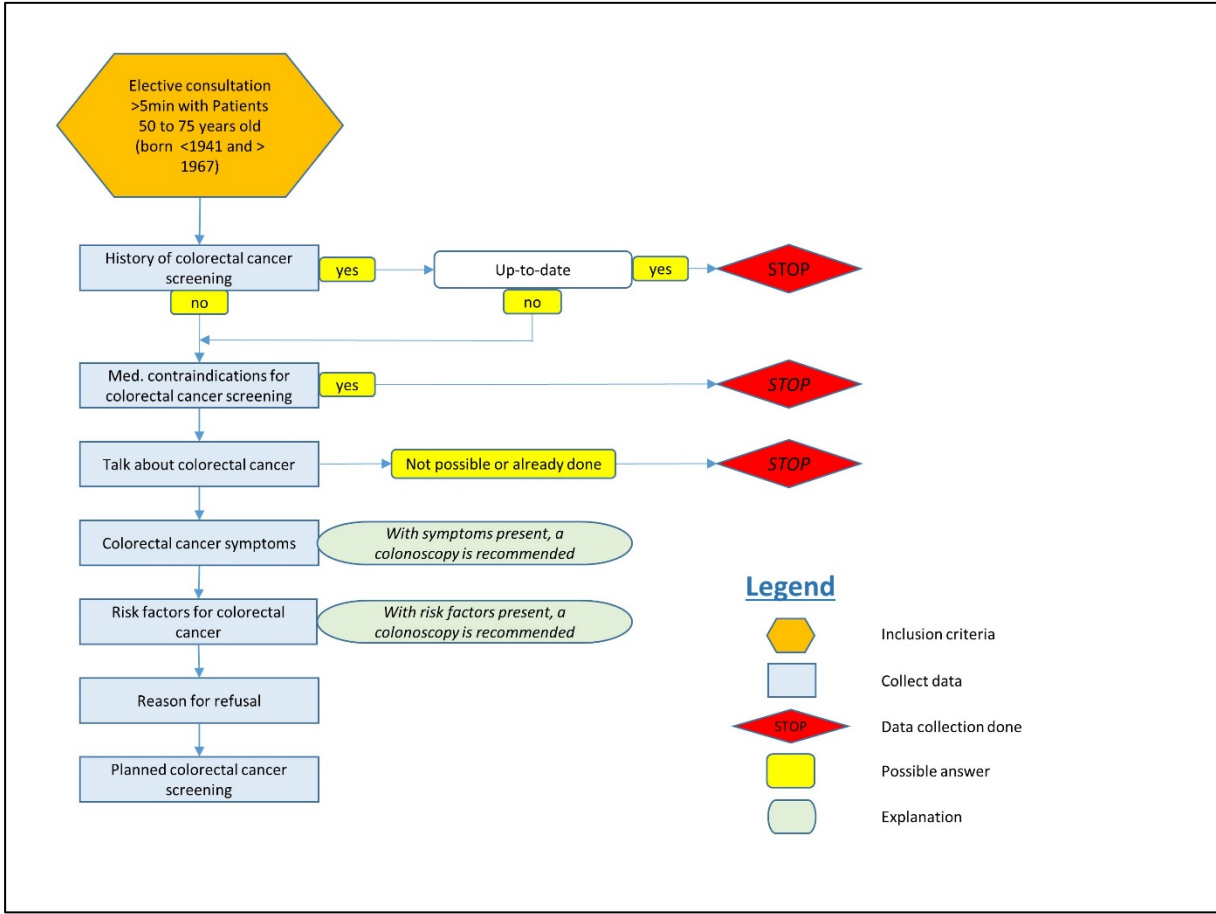 Elective consultation
>5min with Patients
50 to 75 years old
(born <1941 and >
1967)
History of colorectal cancer
screening
yes
Up-to-date
yes
STOP
no
no
Med. contraindications for
colorectal cancer screening
yes
STOP
Talk about colorectal cancer
Not possible or already done
STOP
Colorectal cancer symptoms
With symptoms present, a
colonoscopy is recommended
Risk factors for colorectal
cancer
With risk factors present, a
colonoscopy is recommended
Reason for refusal
Planned colorectal cancer
screening
Legend
Inclusion criteria
Collect data
STOP
Data collection done
Possible answer
Explanation